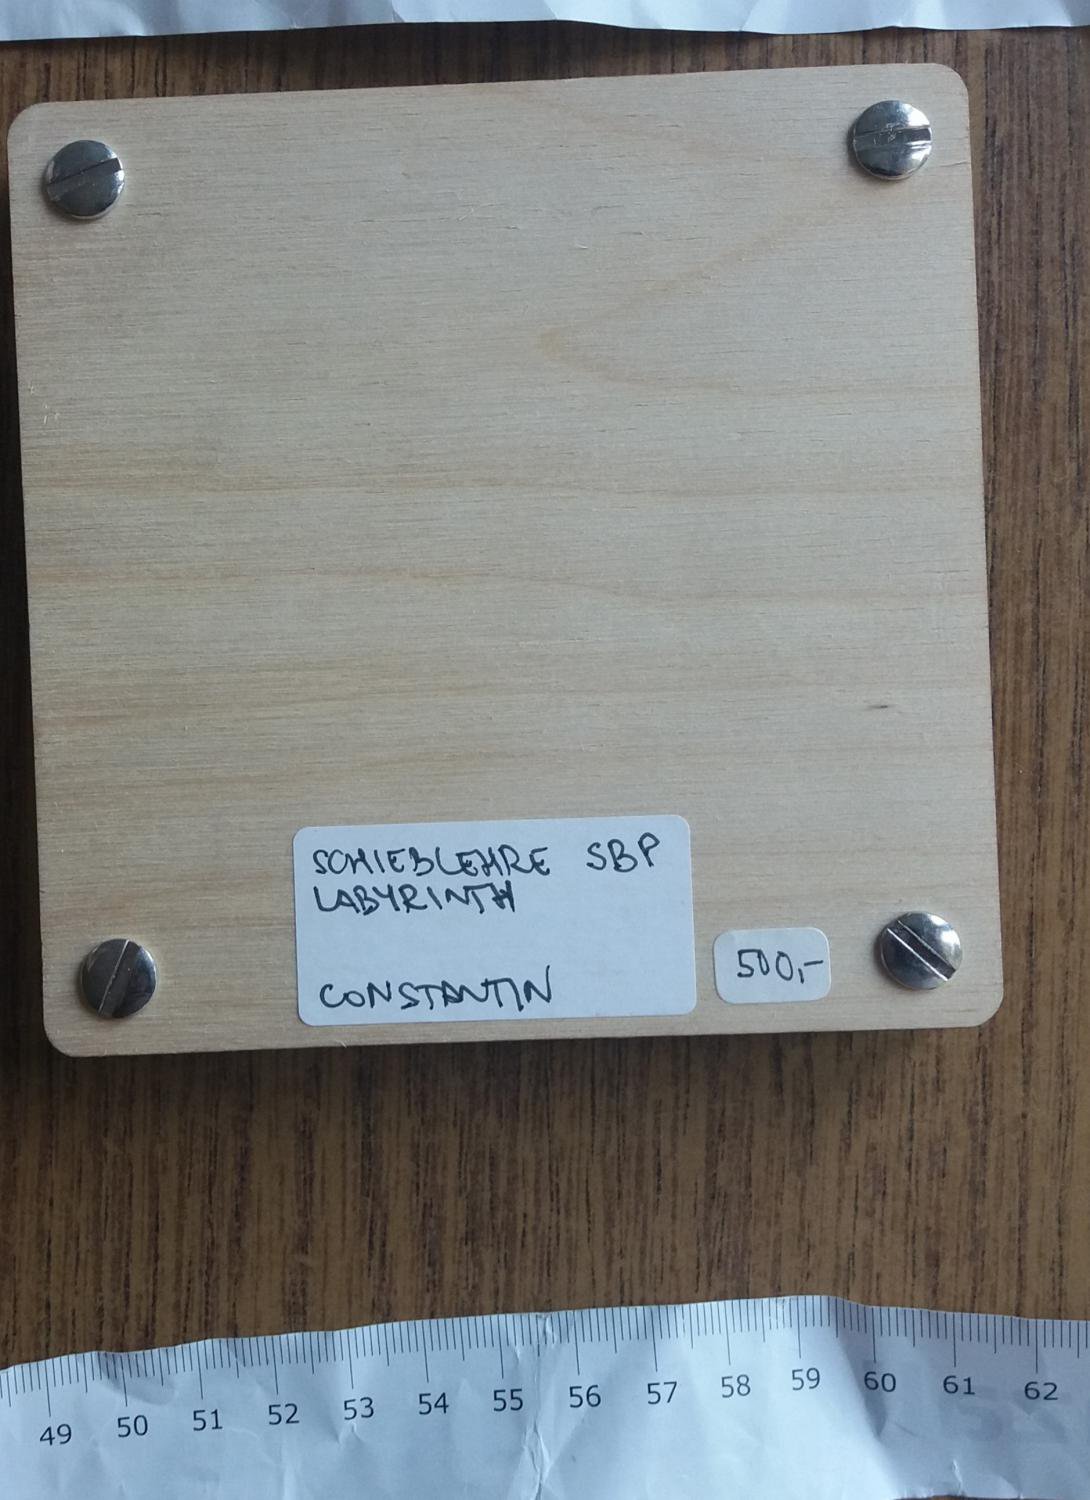 SCHIEBLEHRE SBP
LABYRINTH
CONSTANTIN
500,-
49 50 51 52 53 54 55 56 57 58 59 60 61 62